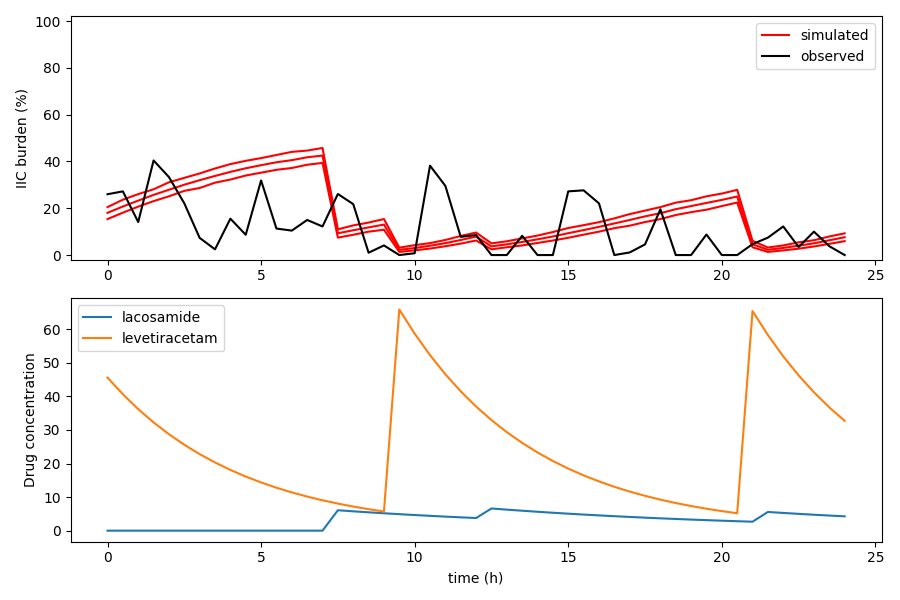 100
80
60
40
20
0
IIC burden (%)
simulated
observed
0 5 10 15 20 25
60
50
40
30
20
10
0
Drug concentration
lacosamide
levetiracetam
0 5 10 15 20 25
time (h)